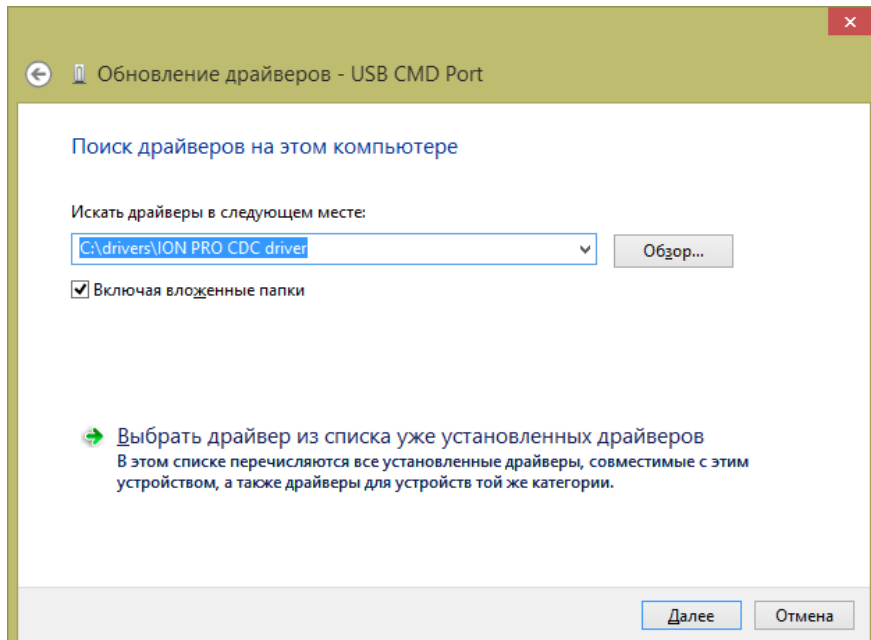 Обновление драйверов - USB CMD Port
Поиск драйверов на этом компьютере
Искать драйверы в следующем месте:
C:\drivers\ION PRO CDC driver
Обзор...
Включая вложенные папки
Выбрать драйвер из списка уже установленных драйверов
В этом списке перечисляются все установленные драйверы, совместимые с этим
устройством, а также драйверы для устройств той же категории.
Далее
Отмена